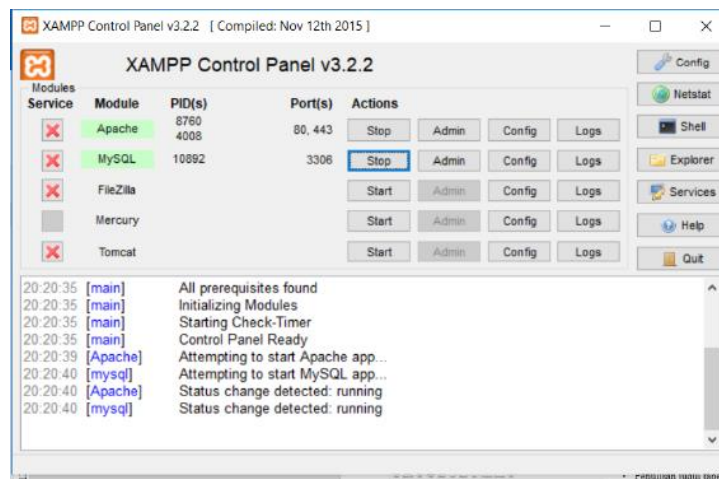 XAMPP Control Panel v3.2.2 [ Compiled: Nov 12th 2015 ]
XAMPP Control Panel v3.2.2
Config
Modules
Netstat
Service Module PID(s) Port(s) Actions
Shell
Apache 8760 4008 80, 443 Stop Admin Config Logs
MySQL 10892 3306 Stop Admin Config Logs
Explorer
FileZilla Start Admin Config Logs
Services
Mercury Start Admin Config Logs
Help
Tomcat Start Admin Config Logs
Quit
20:20:35 [main] All prerequisites found
20:20:35 [main] Initializing Modules
20:20:35 [main] Starting Check-Timer
20:20:35 [main] Control Panel Ready
20:20:39 [Apache] Attempting to start Apache app...
20:20:40 [mysql] Attempting to start MySQL app...
20:20:40 [Apache] Status change detected: running
20:20:40 [mysql] Status change detected: running